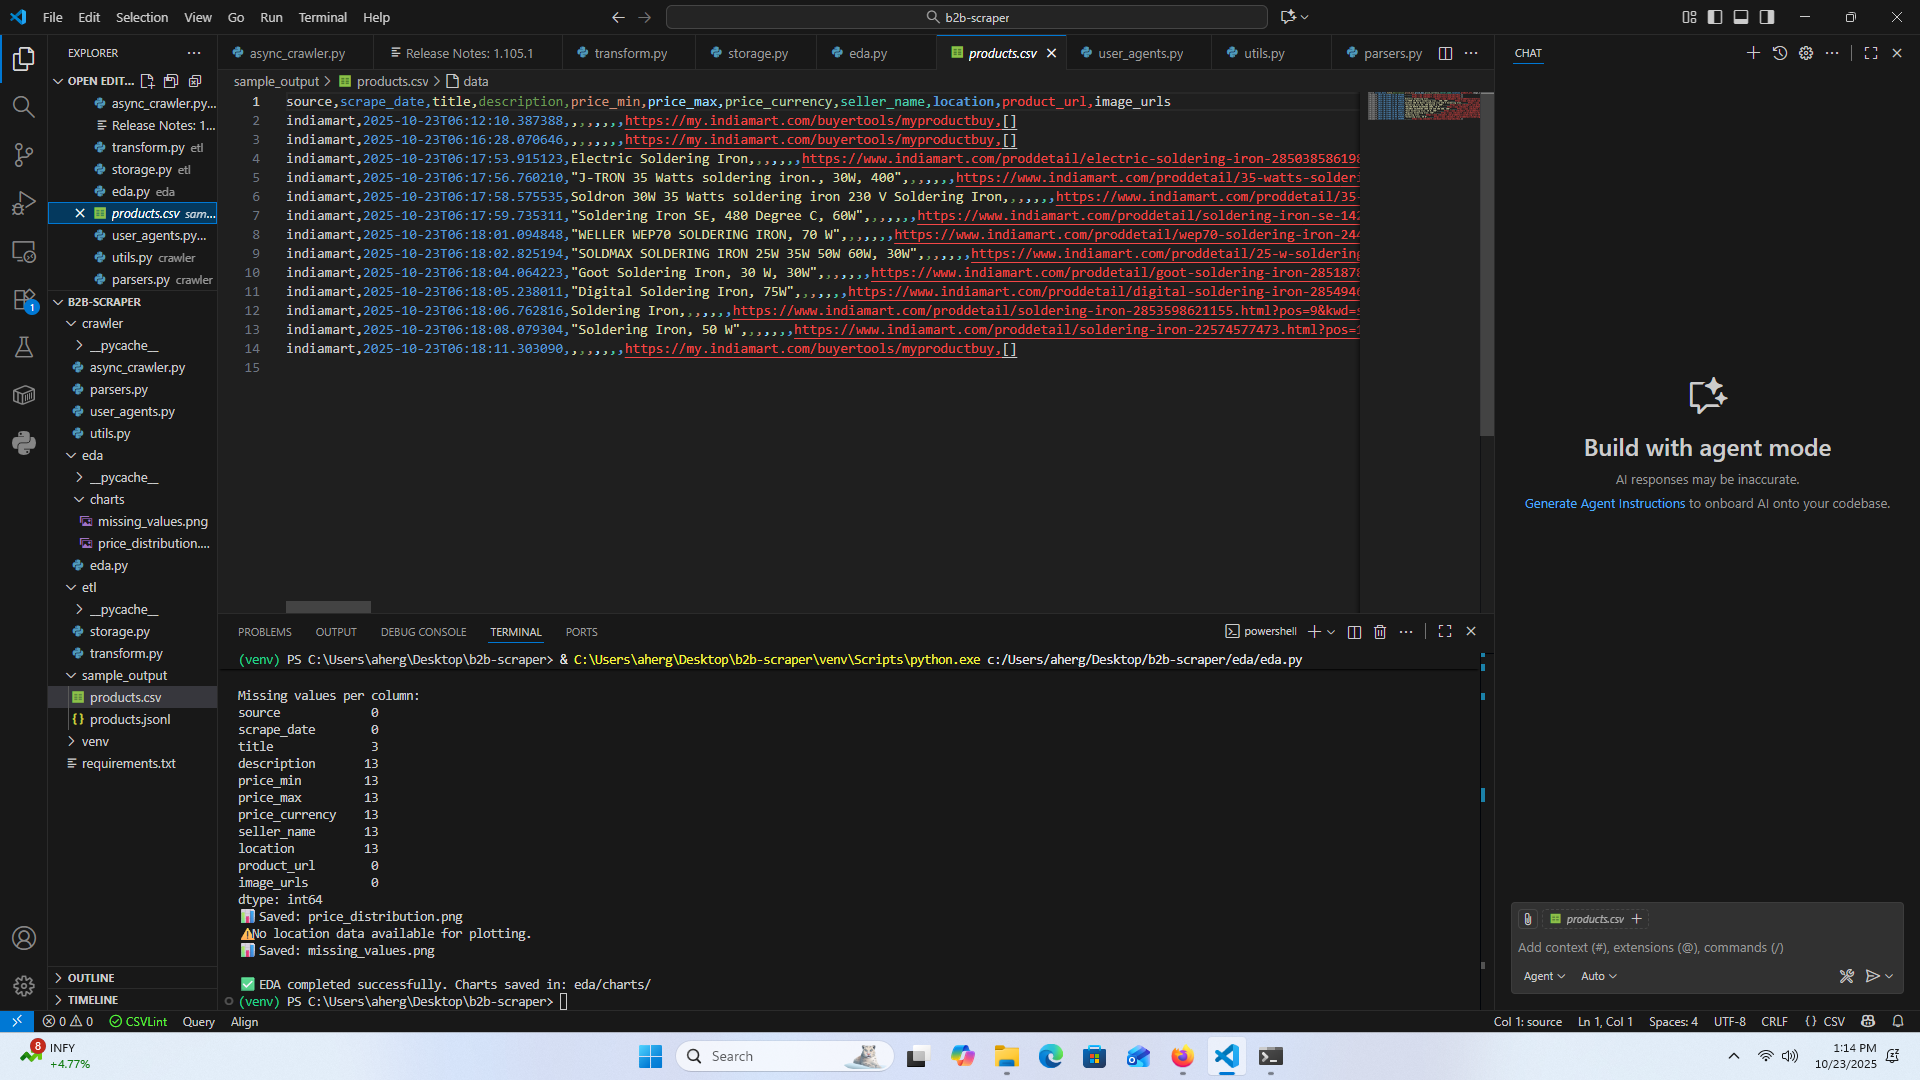 File Edit Selection View Go Run Terminal Help
b2b-scraper
EXPLORER
OPEN EDIT...
async_crawler.py...
Release Notes: 1...
transform.py etl
storage.py etl
eda.py eda
products.csv sam...
user_agents.py...
utils.py crawler
parsers.py crawler
B2B-SCRAPER
crawler
__pycache__
async_crawler.py
parsers.py
user_agents.py
utils.py
eda
__pycache__
charts
missing_values.png
price_distribution....
eda.py
etl
__pycache__
storage.py
transform.py
sample_output
products.csv
products.jsonl
venv
requirements.txt
OUTLINE
TIMELINE
async_crawler.py Release Notes: 1.105.1 transform.py storage.py eda.py products.csv user_agents.py utils.py parsers.py
sample_output > products.csv > data
1 source,scrape_date,title,description,price_min,price_max,price_currency,seller_name,location,product_url,image_urls
2 indiamart,2025-10-23T06:12:10.387388,,,,,,,,https://my.indiamart.com/buyertools/myproductbuy,[]
3 indiamart,2025-10-23T06:16:28.070646,,,,,,,,https://my.indiamart.com/buyertools/myproductbuy,[]
4 indiamart,2025-10-23T06:17:53.915123,Electric Soldering Iron,,,,,,,https://www.indiamart.com/proddetail/electric-soldering-iron-285038586198
5 indiamart,2025-10-23T06:17:56.760210,"J-TRON 35 Watts soldering iron., 30W, 400",,,,,,,https://www.indiamart.com/proddetail/35-watts-solderi
6 indiamart,2025-10-23T06:17:58.575535,Soldron 30W 35 Watts soldering iron 230 V Soldering Iron,,,,,,,https://www.indiamart.com/proddetail/35-
7 indiamart,2025-10-23T06:17:59.735311,"Soldering Iron SE, 480 Degree C, 60W",,,,,,,https://www.indiamart.com/proddetail/soldering-iron-se-142
8 indiamart,2025-10-23T06:18:01.094848,"WELLER WEP70 SOLDERING IRON, 70 W",,,,,,,https://www.indiamart.com/proddetail/wep70-soldering-iron-244
9 indiamart,2025-10-23T06:18:02.825194,"SOLDMAX SOLDERING IRON 25W 35W 50W 60W, 30W",,,,,,,https://www.indiamart.com/proddetail/25-w-soldering
10 indiamart,2025-10-23T06:18:04.064223,"Goot Soldering Iron, 30 W, 30W",,,,,,,https://www.indiamart.com/proddetail/goot-soldering-iron-2851878
11 indiamart,2025-10-23T06:18:05.238011,"Digital Soldering Iron, 75W",,,,,,,https://www.indiamart.com/proddetail/digital-soldering-iron-2854940
12 indiamart,2025-10-23T06:18:06.762816,Soldering Iron,,,,,,,https://www.indiamart.com/proddetail/soldering-iron-2853598621155.html?pos=9&kwd=s
13 indiamart,2025-10-23T06:18:08.079304,"Soldering Iron, 50 W",,,,,,,https://www.indiamart.com/proddetail/soldering-iron-22574577473.html?pos=1
14 indiamart,2025-10-23T06:18:11.303090,,,,,,,,https://my.indiamart.com/buyertools/myproductbuy,[]
15
PROBLEMS OUTPUT DEBUG CONSOLE TERMINAL PORTS
powershell
(venv) PS C:\Users\aherg\Desktop\b2b-scraper> & C:\Users\aherg\Desktop\b2b-scraper\venv\Scripts\python.exe c:/Users/aherg/Desktop/b2b-scraper/eda/eda.py
Missing values per column:
source 0
scrape_date 0
title 3
description 13
price_min 13
price_max 13
price_currency 13
seller_name 13
location 13
product_url 0
image_urls 0
dtype: int64
📊 Saved: price_distribution.png
⚠No location data available for plotting.
📊 Saved: missing_values.png
✅ EDA completed successfully. Charts saved in: eda/charts/
(venv) PS C:\Users\aherg\Desktop\b2b-scraper>
CHAT
Build with agent mode
AI responses may be inaccurate.
Generate Agent Instructions to onboard AI onto your codebase.
products.csv
Add context (#), extensions (@), commands (/)
Agent Auto
0 0 CSVLint Query Align
Col 1: source Ln 1, Col 1 Spaces: 4 UTF-8 CRLF {} CSV
1
8
INFY
+4.77%
Search
1:14 PM
10/23/2025